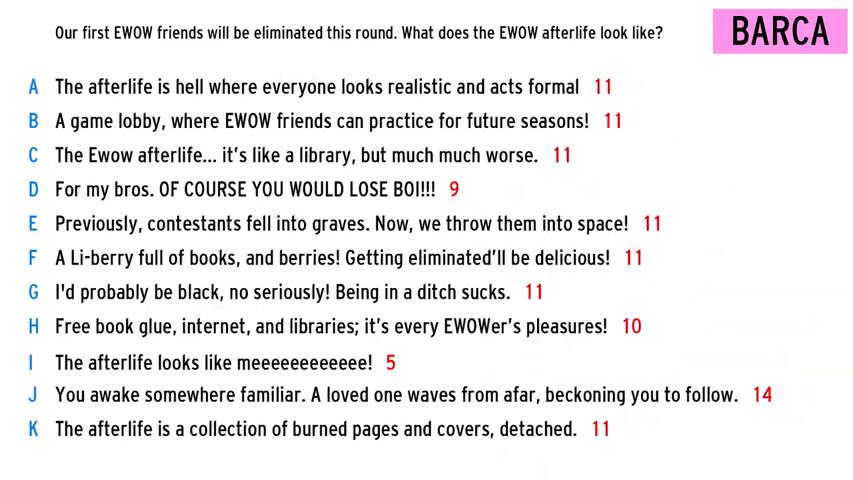 Our first EWOW friends will be eliminated this round. What does the EWOW afterlife look like?
BARCA
A The afterlife is hell where everyone looks realistic and acts formal 11
B A game lobby, where EWOW friends can practice for future seasons! 11
C The Ewow afterlife... it's like a library, but much much worse. 11
D For my bros. OF COURSE YOU WOULD LOSE BOI!!! 9
E Previously, contestants fell into graves. Now, we throw them into space! 11
F A Li-berry full of books, and berries! Getting eliminated'll be delicious! 11
G I'd probably be black, no seriously! Being in a ditch sucks. 11
H Free book glue, internet, and libraries; it's every EWOWer's pleasures! 10
I The afterlife looks like meeeeeeeeeeee! 5
J You awake somewhere familiar. A loved one waves from afar, beckoning you to follow. 14
K The afterlife is a collection of burned pages and covers, detached. 11